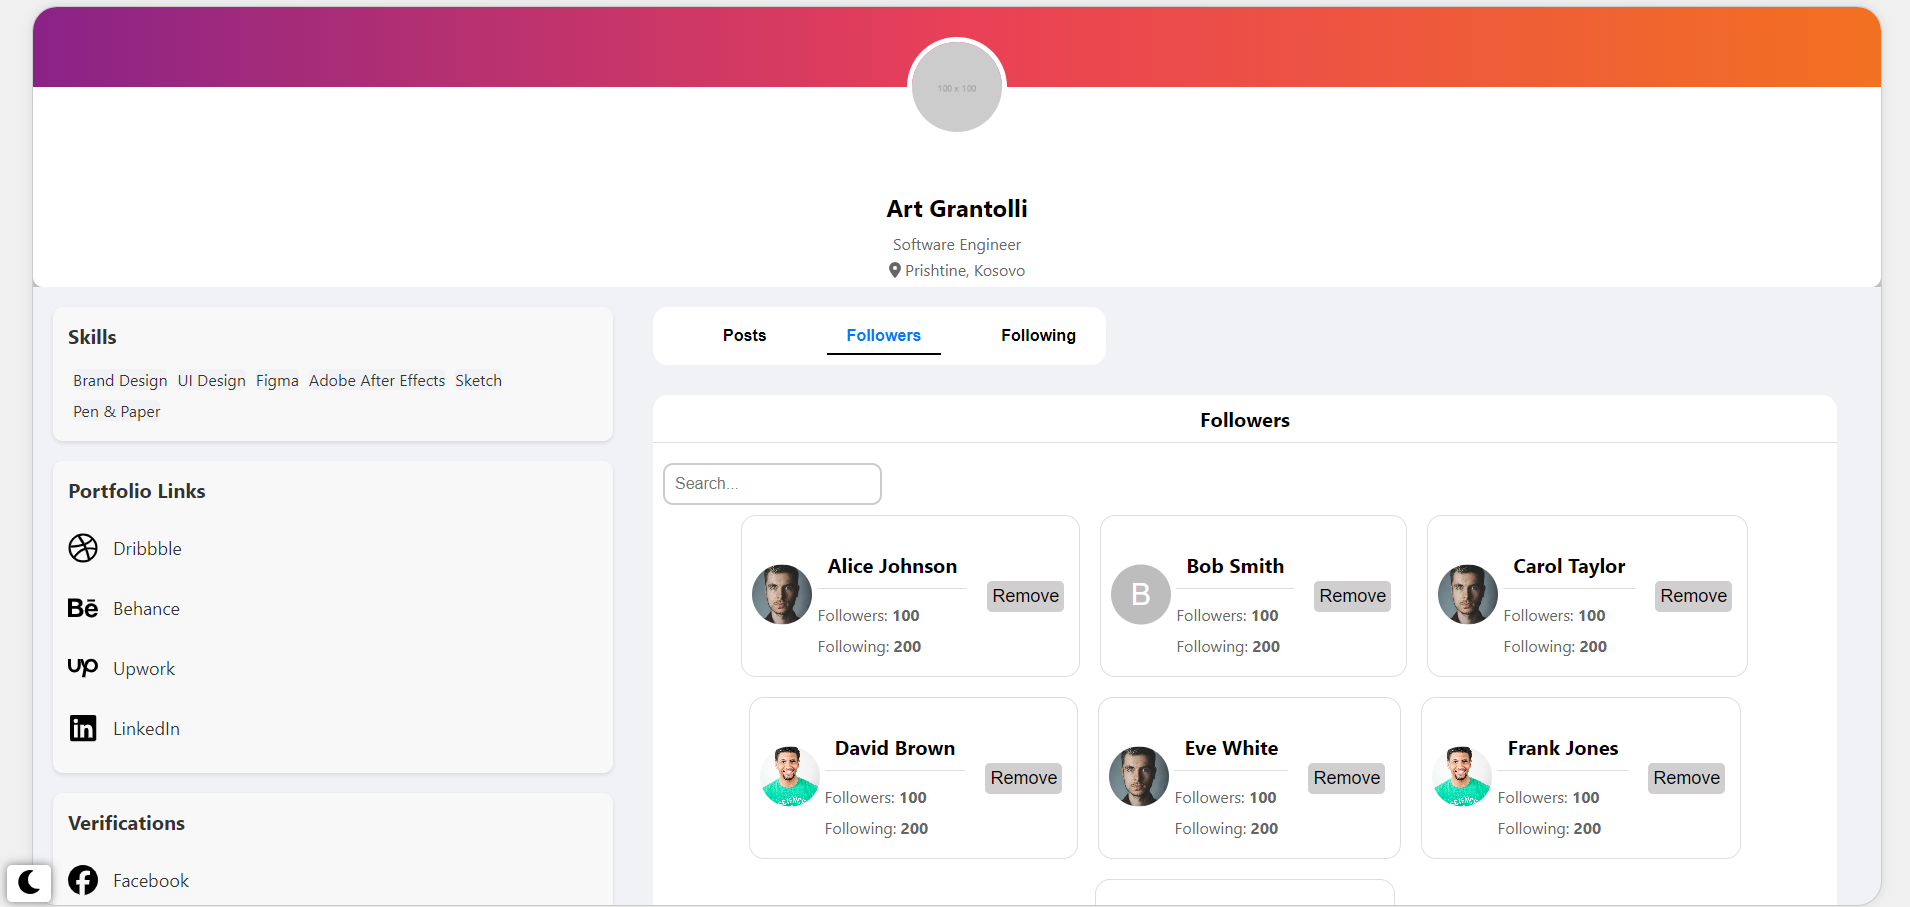 100 x 100
Art Grantolli
Software Engineer
Prishtine, Kosovo
Skills
Brand Design UI Design Figma Adobe After Effects Sketch
Pen & Paper
Portfolio Links
Dribbble
Bē Behance
up Upwork
in LinkedIn
Verifications
Facebook
Posts Followers Following
Followers
Search...
Alice Johnson
Followers: 100
Following: 200
Remove
B
Bob Smith
Followers: 100
Following: 200
Remove
Carol Taylor
Followers: 100
Following: 200
Remove
David Brown
Followers: 100
Following: 200
Remove
Eve White
Followers: 100
Following: 200
Remove
Frank Jones
Followers: 100
Following: 200
Remove